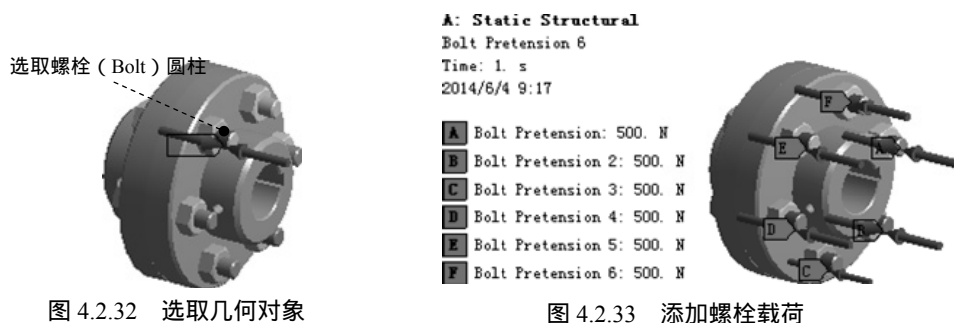 选取螺栓（Bolt）圆柱
图 4.2.32 选取几何对象
A: Static Structural
Bolt Pretension 6
Time: 1. s
2014/6/4 9:17
A Bolt Pretension: 500. N
B Bolt Pretension 2: 500. N
C Bolt Pretension 3: 500. N
D Bolt Pretension 4: 500. N
E Bolt Pretension 5: 500. N
F Bolt Pretension 6: 500. N
F
E
A
D
B
C
图 4.2.33 添加螺栓载荷